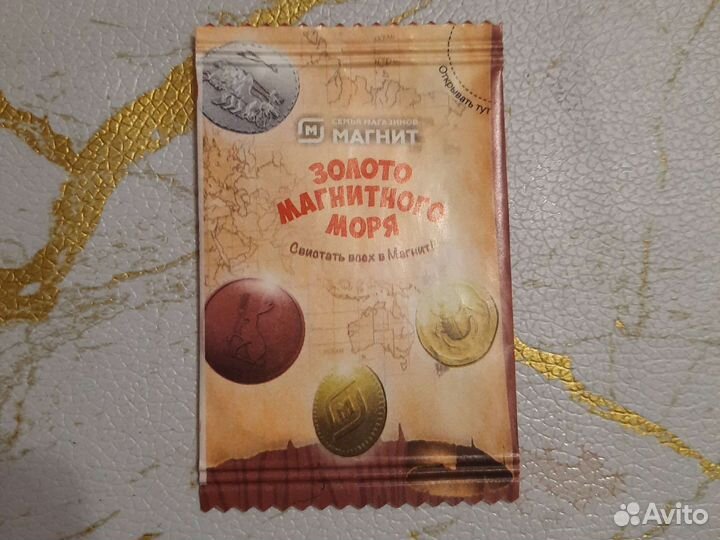 Открывать тут
М
СЕМЬЯ МАГАЗИНОВ
МАГНИТ
ЗОЛОТО
МАГНИТНОГО
МОРЯ
Свистать всех в Магнит!
М
Avito